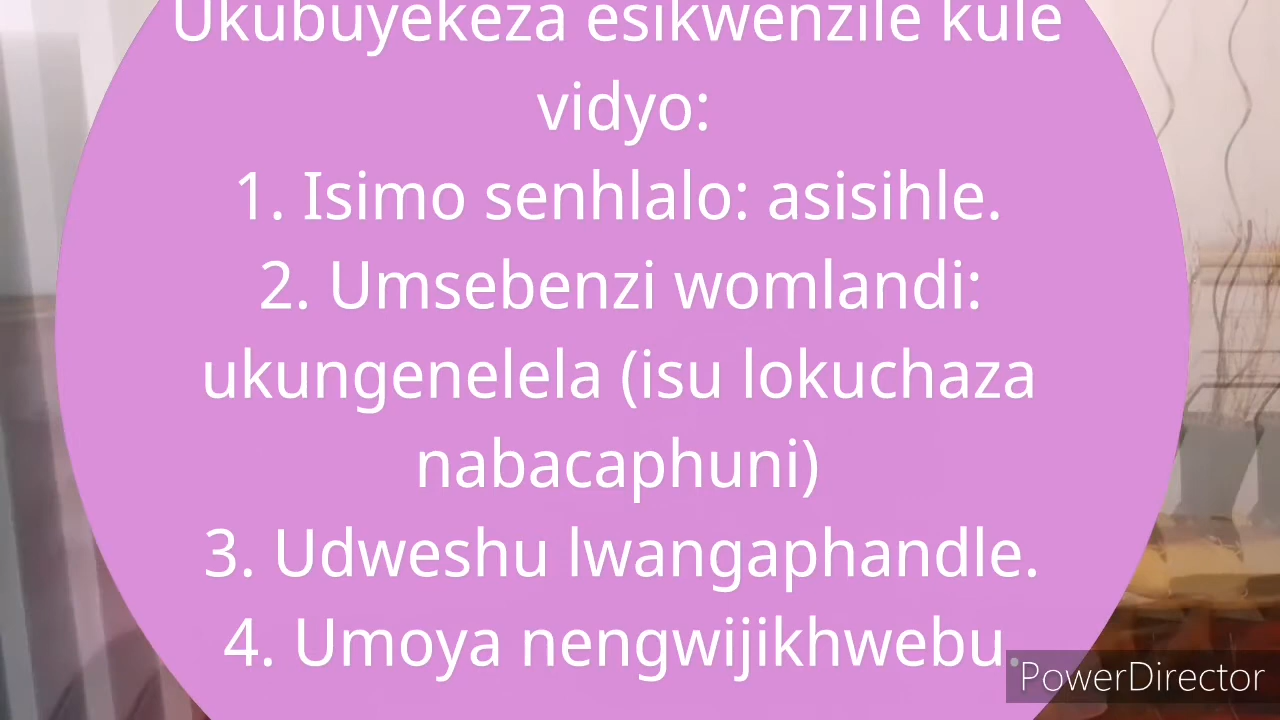 Ukubuyekeza esikwenzile kule
vidyo:
1. Isimo senhlalo: asisihle.
2. Umsebenzi womlandi:
ukungenelela (isu lokuchaza
nabacaphuni)
3. Udweshu lwangaphandle.
4. Umoya nengwijikhwebu.
PowerDirector